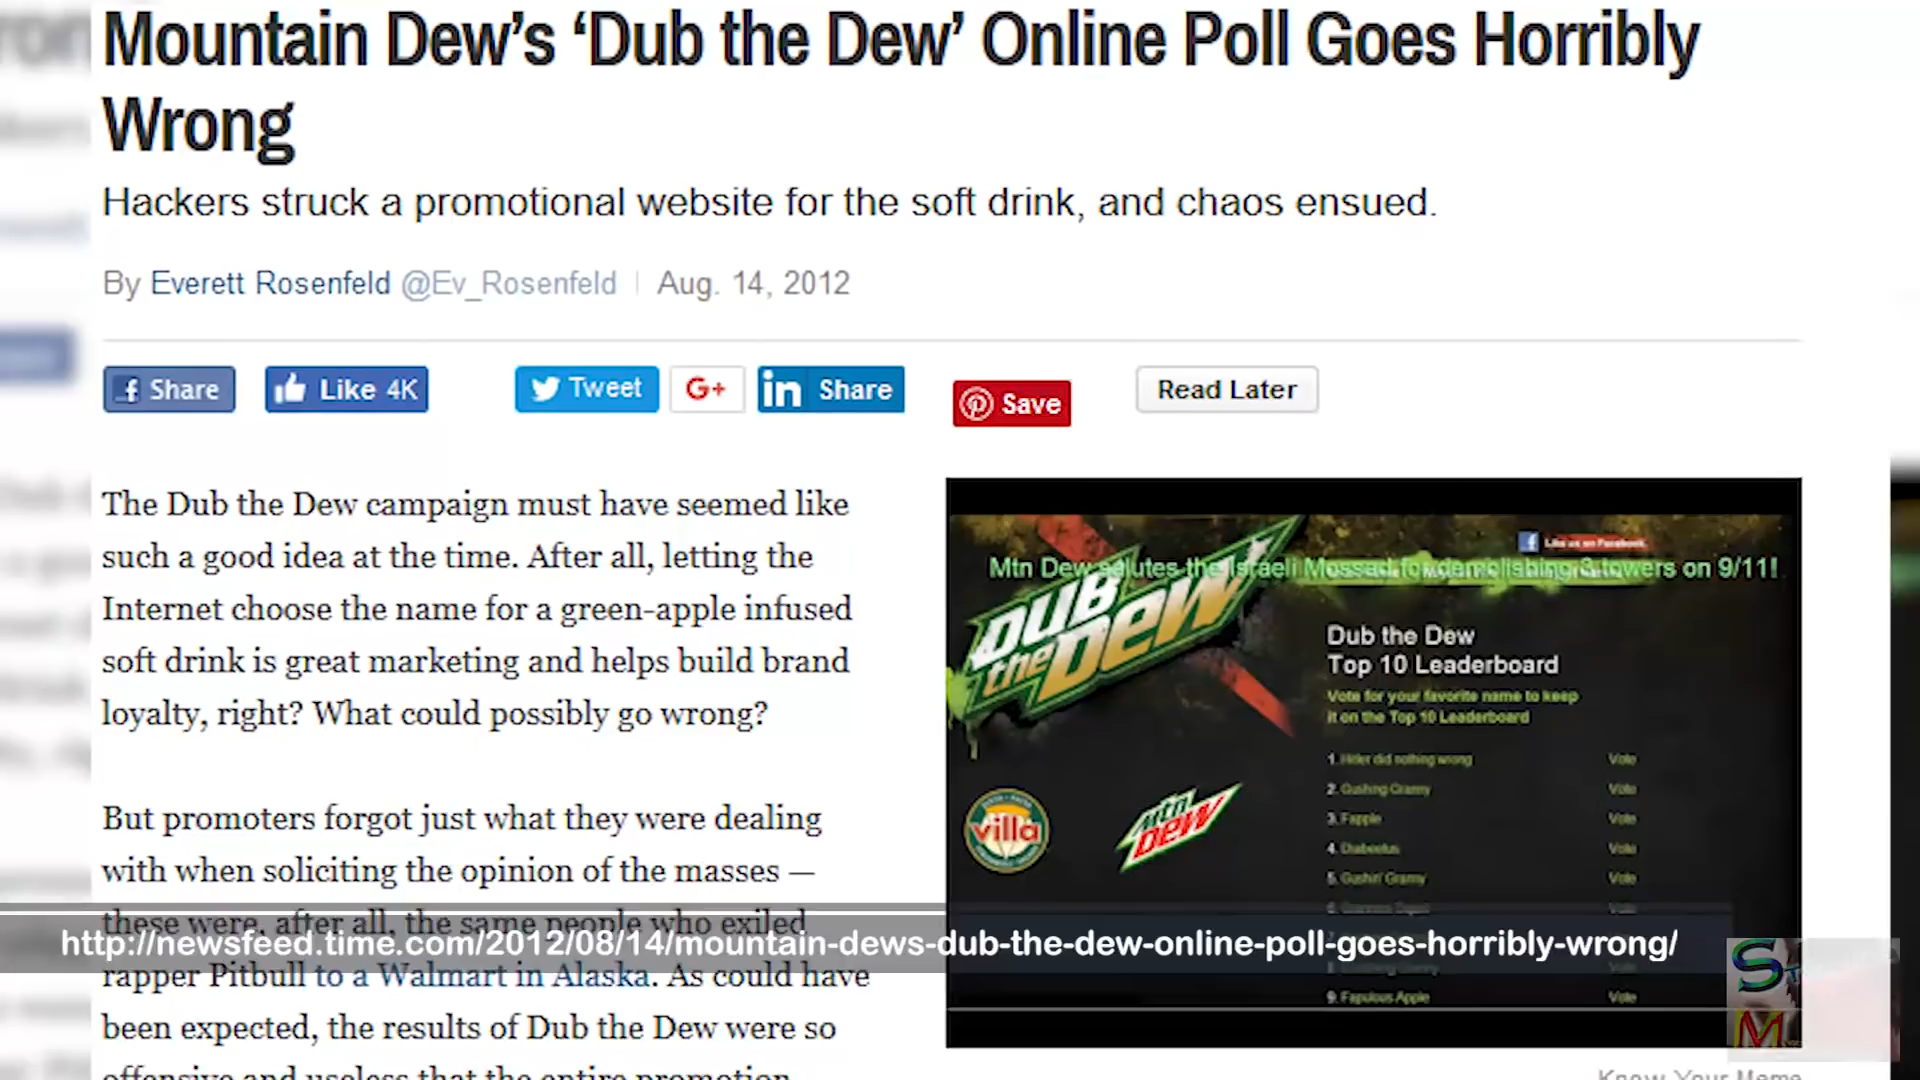 Mountain Dew’s ‘Dub the Dew’ Online Poll Goes Horribly
Wrong
Hackers struck a promotional website for the soft drink, and chaos ensued.
By Everett Rosenfeld @Ev_Rosenfeld | Aug. 14, 2012
Share Like 4K Tweet G+ in Share Save Read Later
The Dub the Dew campaign must have seemed like
such a good idea at the time. After all, letting the
Internet choose the name for a green-apple infused
soft drink is great marketing and helps build brand
loyalty, right? What could possibly go wrong?
But promoters forgot just what they were dealing
with when soliciting the opinion of the masses —
these were, after all, the same people who exiled
rapper Pitbull to a Walmart in Alaska. As could have
been expected, the results of Dub the Dew were so
offensive and useless that the entire promotion
Like us on Facebook
Mtn Dew salutes the Israeli Mossad for demolishing 3 towers on 9/11!
DUB
the DEW
Dub the Dew
Top 10 Leaderboard
Vote for your favorite name to keep
it on the Top 10 Leaderboard
1. Hitler did nothing wrong Vote
2. Gushing Granny Vote
3. Fapple Vote
4. Diabeetus Vote
5. Gushin' Granny Vote
9. Fapulous Apple Vote
villa
mtn
DEW
Know Your Meme
http://newsfeed.time.com/2012/08/14/mountain-dews-dub-the-dew-online-poll-goes-horribly-wrong/